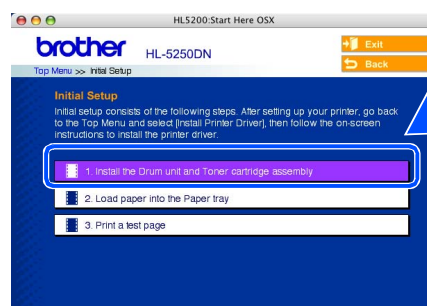 HL5200:Start Here OSX
brother HL-5250DN
Exit
Back
Top Menu >> Initial Setup
Initial Setup
Initial setup consists of the following steps. After setting up your printer, go back
to the Top Menu and select [Install Printer Driver], then follow the on-screen
instructions to install the printer driver.
1. Install the Drum unit and Toner cartridge assembly
2. Load paper into the Paper tray
3. Print a test page